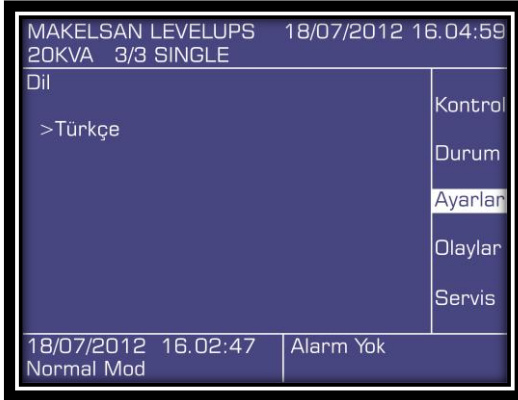 MAKELSAN LEVELUPS 18/07/2012 16.04:59
20KVA 3/3 SINGLE
Dil
>Türkçe
Kontrol
Durum
Ayarlar
Olaylar
Servis
18/07/2012 16.02:47
Normal Mod
Alarm Yok